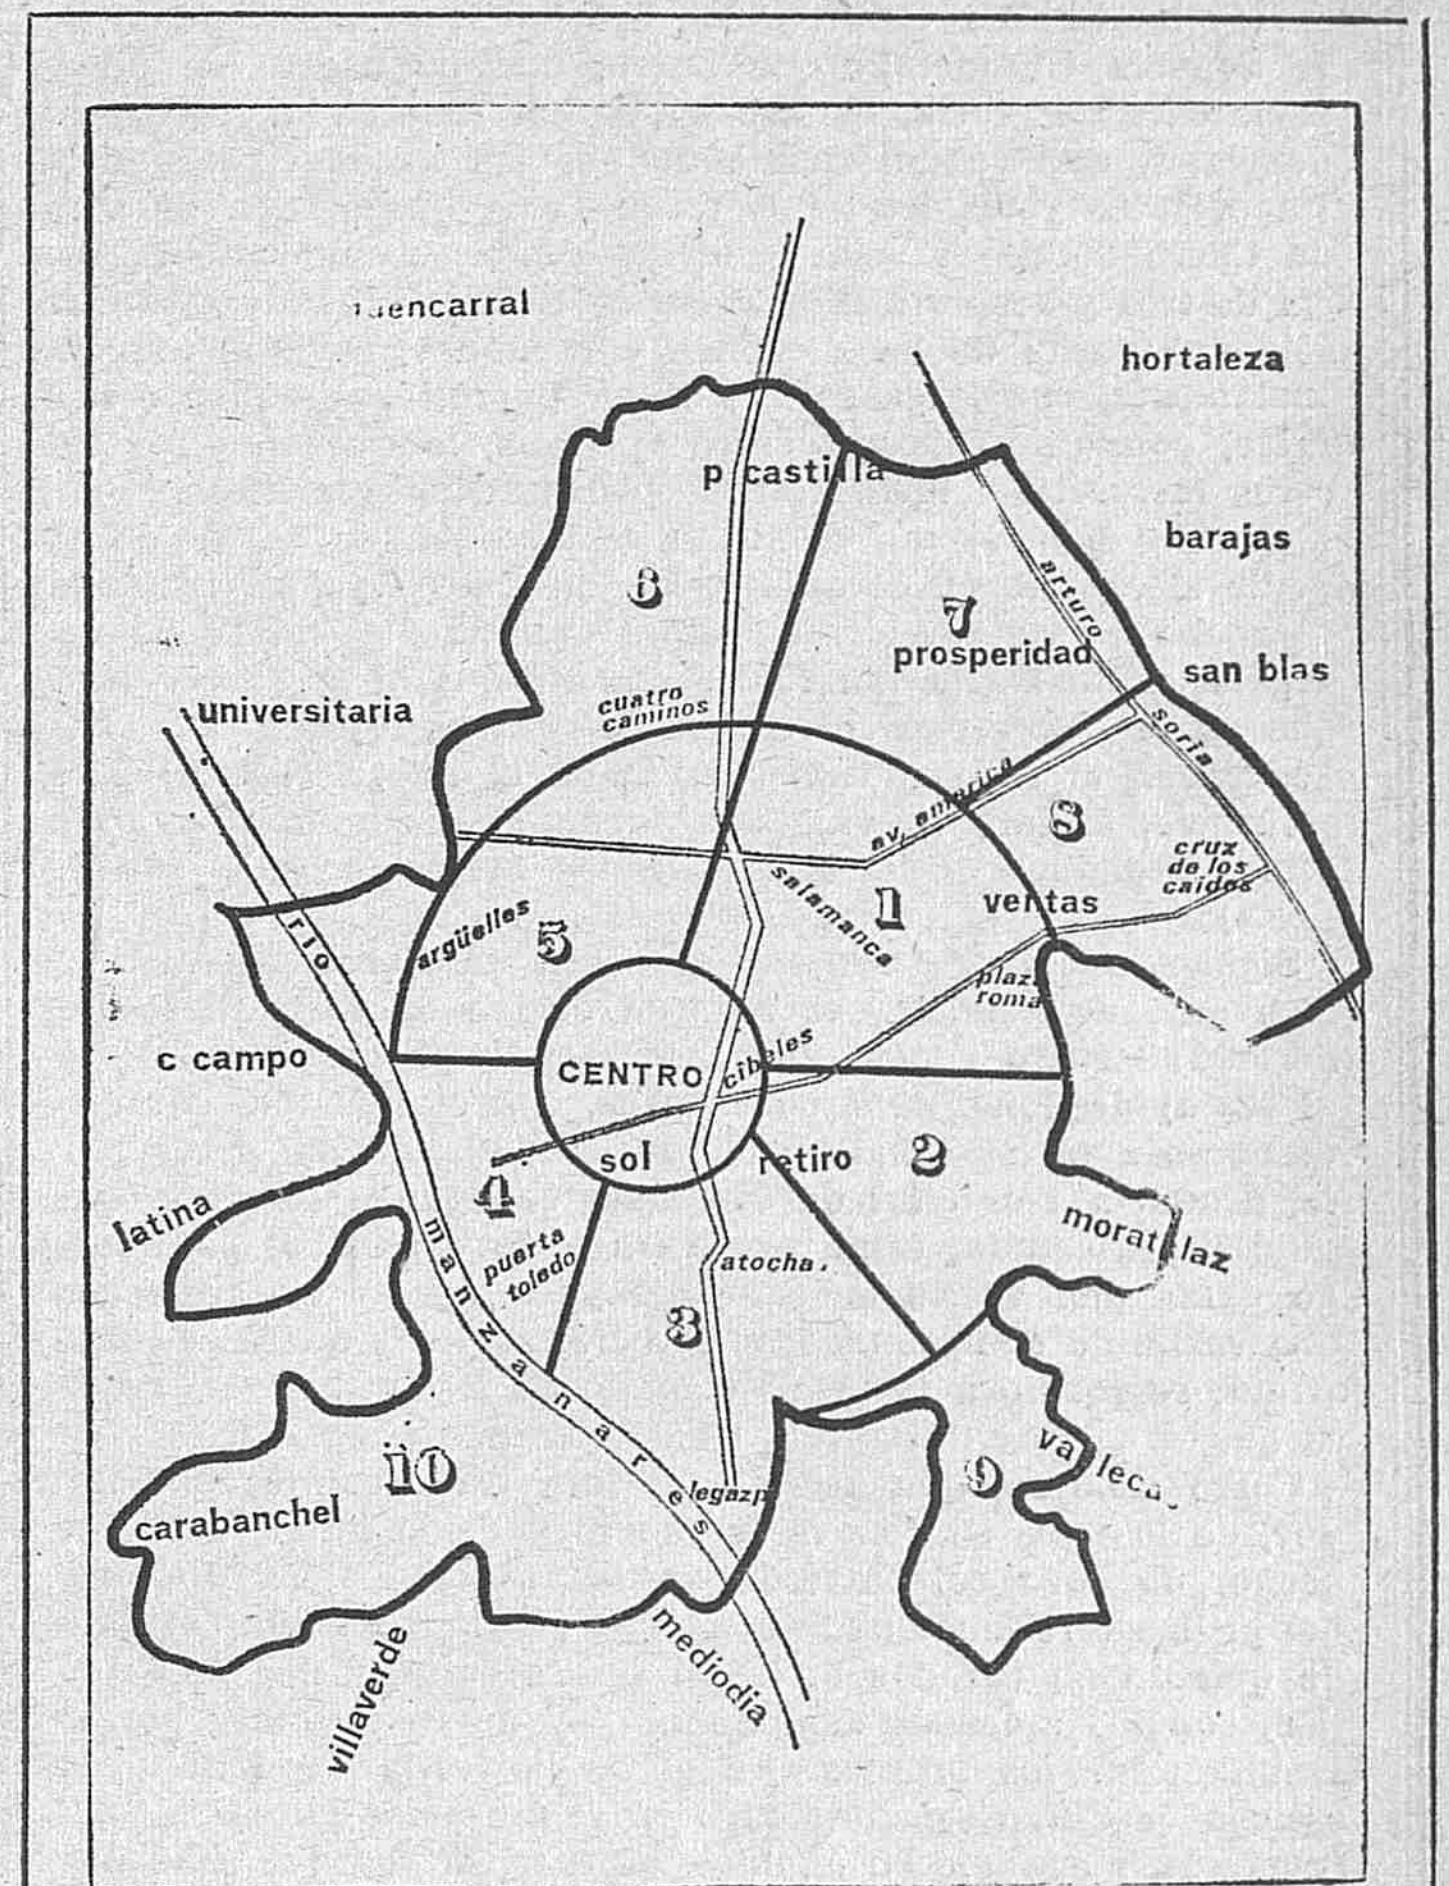 hortaleza
p castilla
barajas
arturo
6
7
prosperidad
san blas
universitaria
cuatro
caminos
soria
av, america
8
crux
de los
caidos
salamanca
1
ventas
argüelles
5
rio
plaza
roma
c campo
CENTRO
cibeles
sol
retiro
2
4
latina
manzanares
puerta
toledo
atocha.
moratalaz
3
10
9
legazpi
carabanchel
villaverde
mediodia